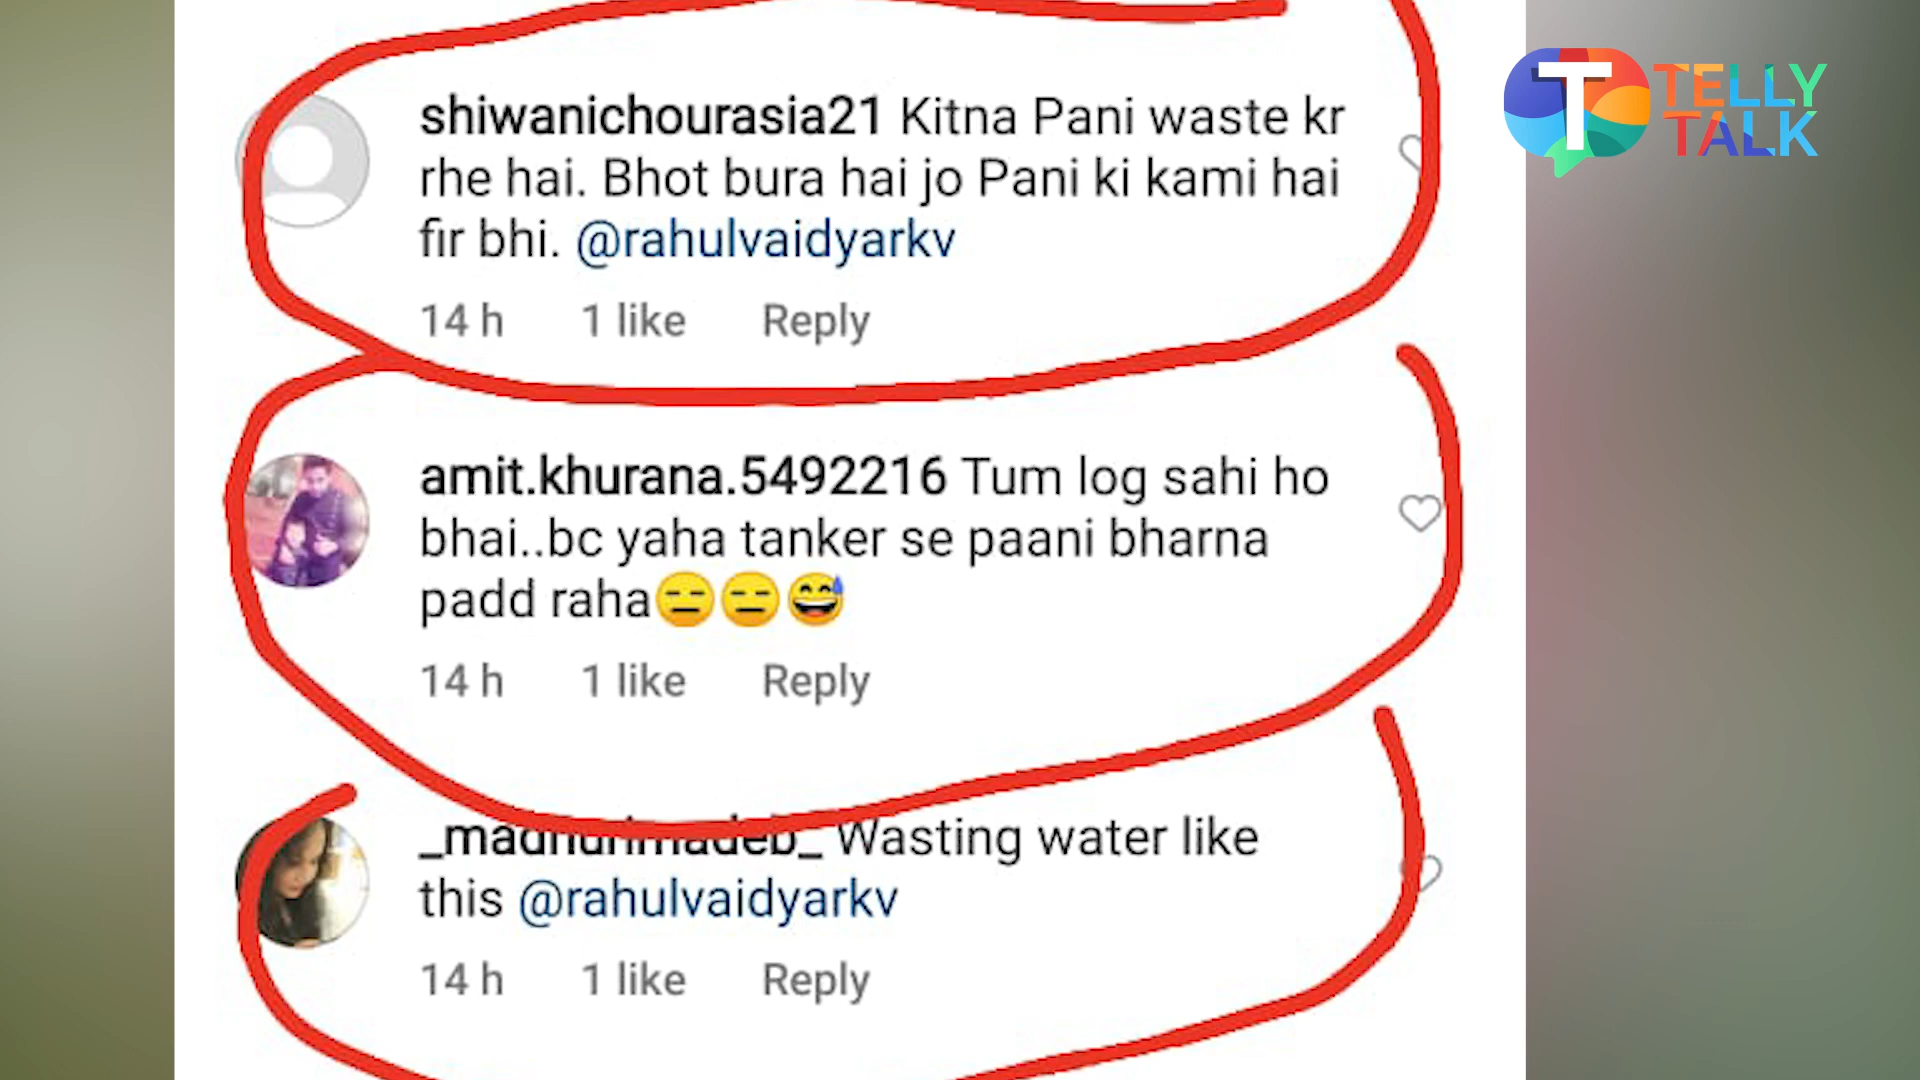 TELLY
TALK
shiwanichourasia21 Kitna Pani waste kr
rhe hai. Bhot bura hai jo Pani ki kami hai
fir bhi. @rahulvaidyarkv
14 h 1 like Reply
amit.khurana.5492216 Tum log sahi ho
bhai..bc yaha tanker se paani bharna
padd raha😑😑😅
14 h 1 like Reply
Wasting water like
this @rahulvaidyarkv
14 h 1 like Reply